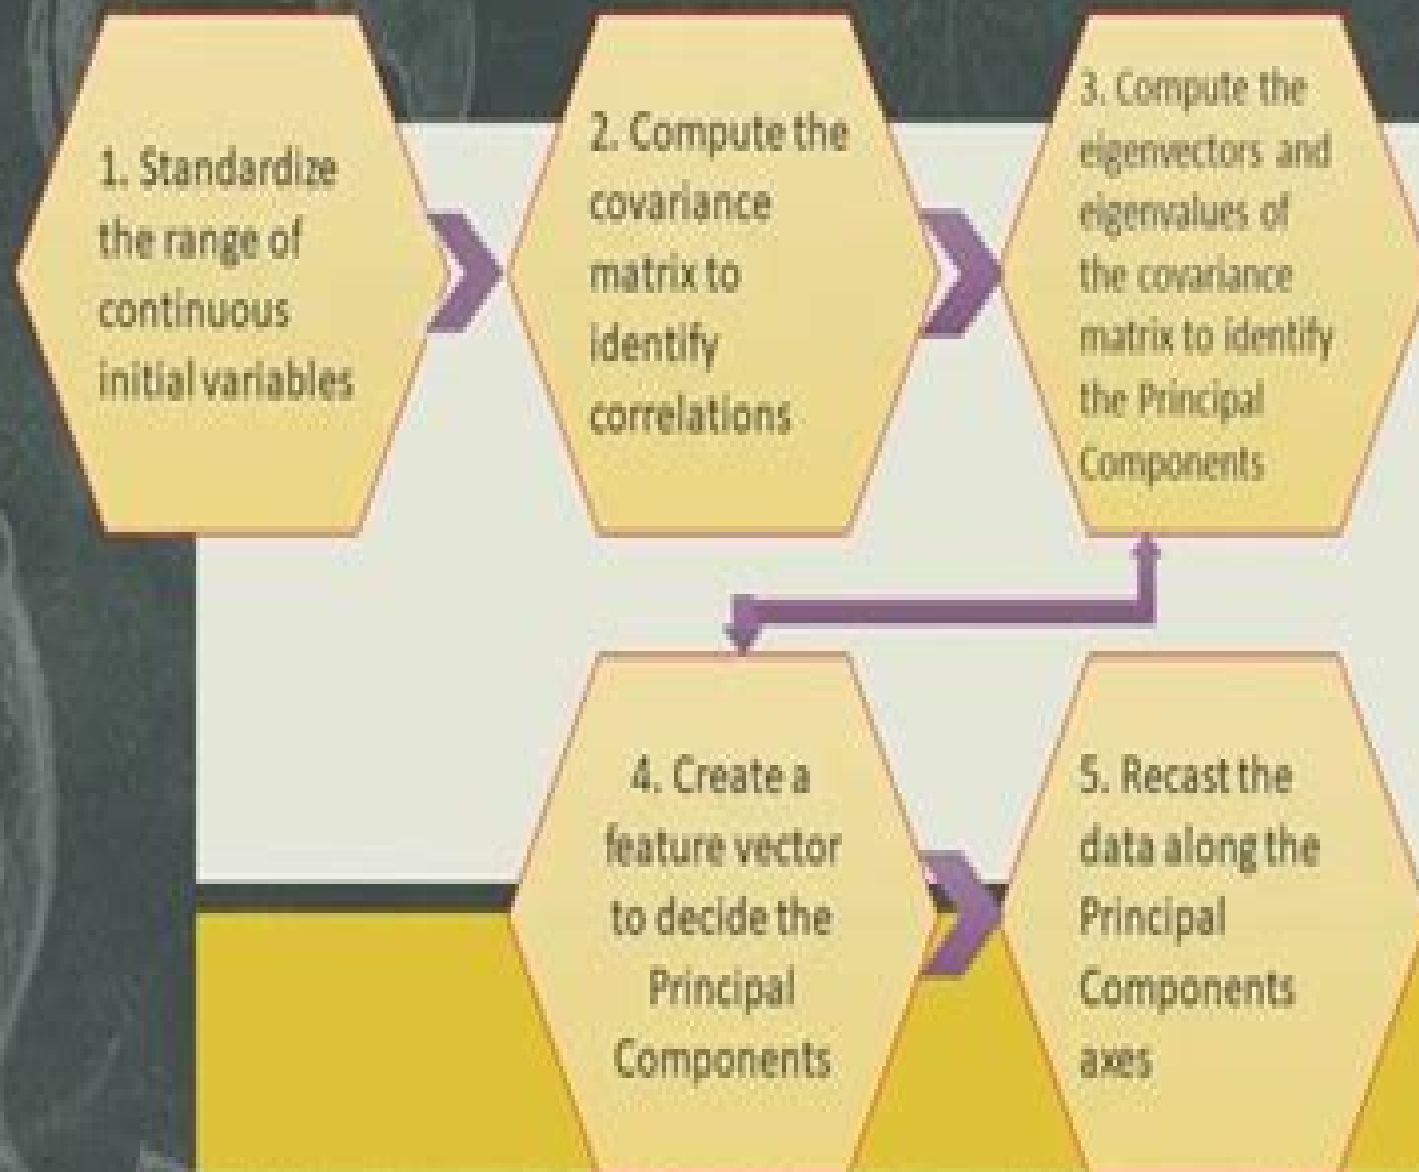 1. Standardize
the range of
continuous
initial variables
2. Compute the
covariance
matrix to
identify
correlations
3. Compute the
eigenvectors and
eigenvalues of
the covariance
matrix to identify
the Principal
Components
4. Create a
feature vector
to decide the
Principal
Components
5. Recast the
data along the
Principal
Components
axes